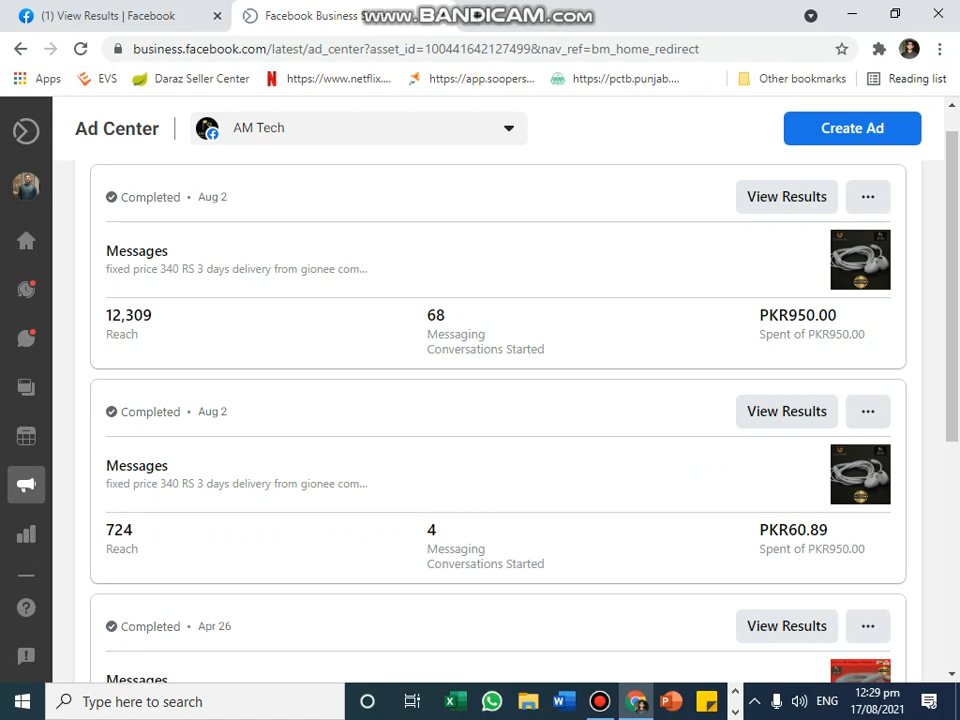 (1) View Results | Facebook
Facebook Business
www.BANDICAM.com
business.facebook.com/latest/ad_center?asset_id=100441642127499&nav_ref=bm_home_redirect
Apps
EVS
Daraz Seller Center
https://www.netflix....
https://app.soopers...
https://pctb.punjab....
Other bookmarks
Reading list
Ad Center
AM Tech
Create Ad
Completed • Aug 2
View Results
Messages
fixed price 340 RS 3 days delivery from gionee com...
12,309
68
PKR950.00
Reach
Messaging
Spent of PKR950.00
Conversations Started
Completed • Aug 2
View Results
Messages
fixed price 340 RS 3 days delivery from gionee com...
724
4
PKR60.89
Reach
Messaging
Spent of PKR950.00
Conversations Started
Completed • Apr 26
View Results
Messages
Type here to search
ENG
12:29 pm
17/08/2021